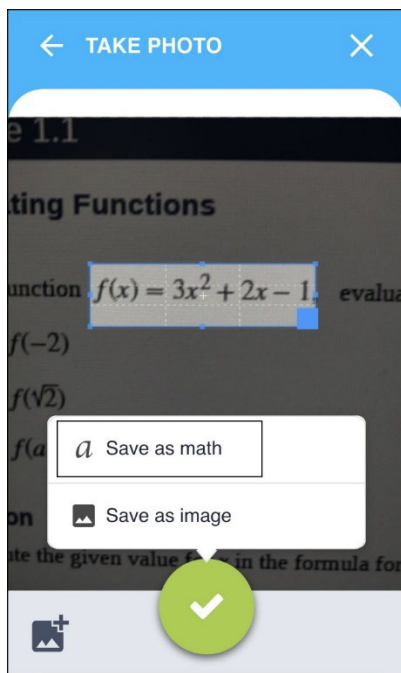 TAKE PHOTO
e 1.1
ting Functions
unction f(x) = 3x² + 2x − 1, evalua
f(−2)
f(√2)
f(a
a Save as math
on
Save as image
ute the given value f x in the formula for